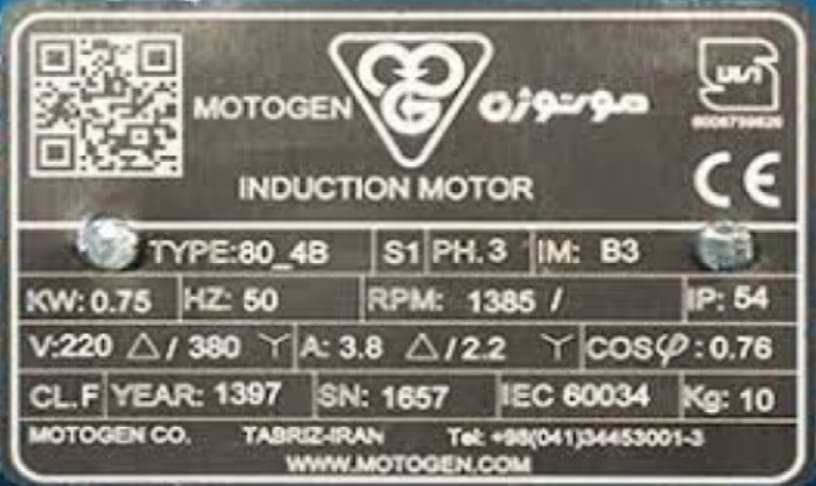 MOTOGEN موتوژن
INDUCTION MOTOR
TYPE:80_4B S1 PH.3 IM: B3
KW: 0.75 HZ: 50 RPM: 1385 / IP: 54
V:220 △ / 380 Y A: 3.8 △ / 2.2 Y COSφ : 0.76
CL.F YEAR: 1397 SN: 1657 IEC 60034 Kg: 10
MOTOGEN CO. TABRIZ-IRAN Tel: +98(041)34453001-3
WWW.MOTOGEN.COM
CE